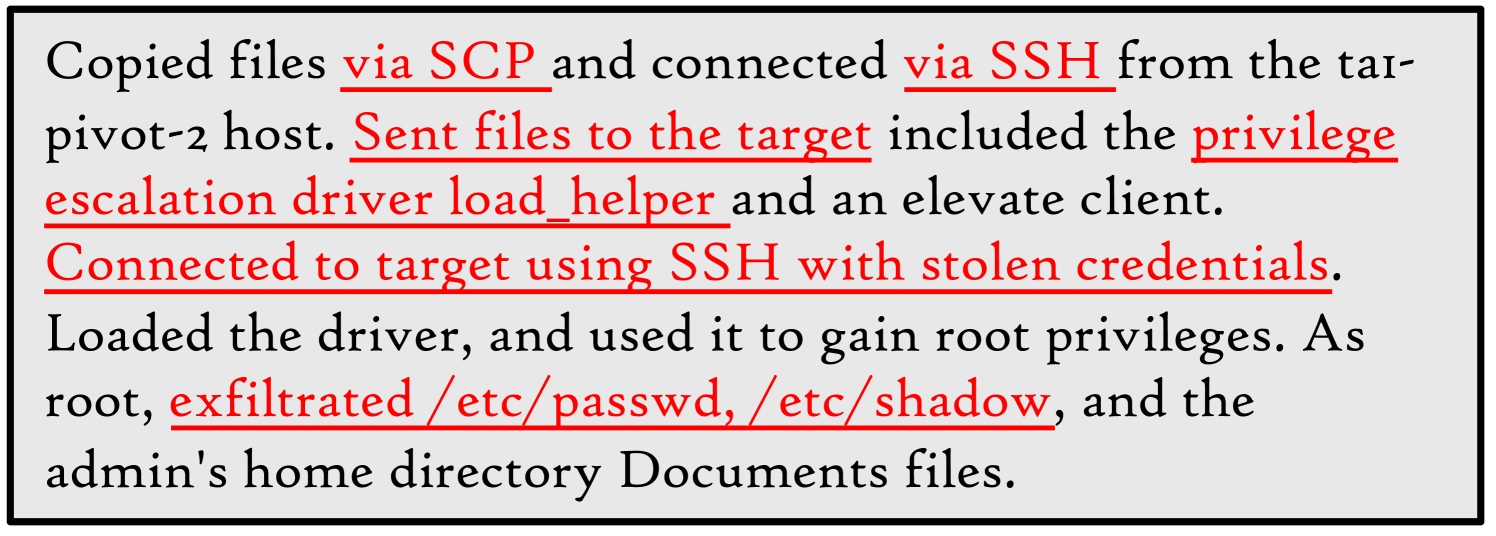 Copied files via SCP and connected via SSH from the ta1-
pivot-2 host. Sent files to the target included the privilege
escalation driver load_helper and an elevate client.
Connected to target using SSH with stolen credentials.
Loaded the driver, and used it to gain root privileges. As
root, exfiltrated /etc/passwd, /etc/shadow, and the
admin's home directory Documents files.